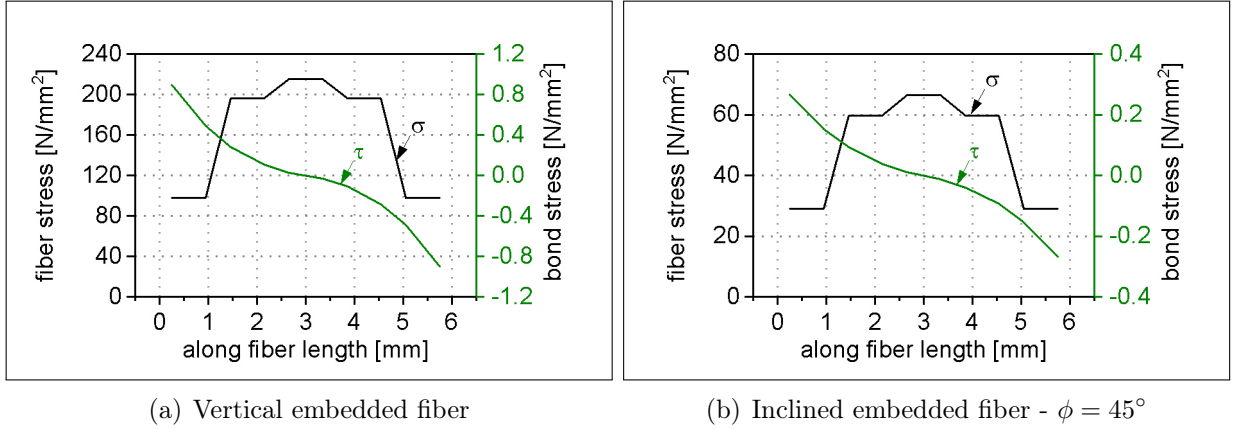 240
200
160
120
80
40
0
fiber stress [N/mm²]
1.2
0.8
0.4
0.0
-0.4
-0.8
-1.2
bond stress [N/mm²]
σ
τ
0 1 2 3 4 5 6
along fiber length [mm]
(a) Vertical embedded fiber
80
60
40
20
0
fiber stress [N/mm²]
0.4
0.2
0.0
-0.2
-0.4
bond stress [N/mm²]
σ
τ
0 1 2 3 4 5 6
along fiber length [mm]
(b) Inclined embedded fiber - ϕ = 45°